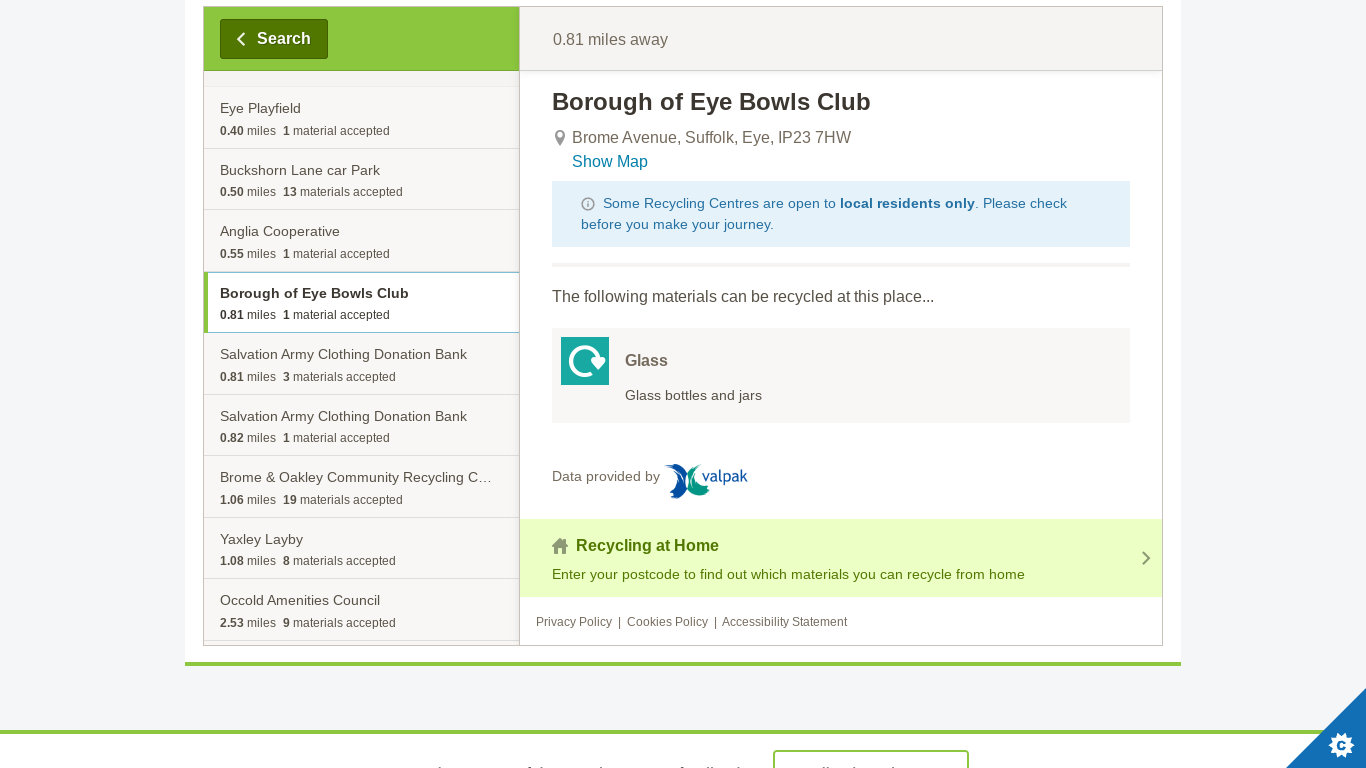 Search
0.81 miles away
Eye Playfield
0.40 miles 1 material accepted
Buckshorn Lane car Park
0.50 miles 13 materials accepted
Anglia Cooperative
0.55 miles 1 material accepted
Borough of Eye Bowls Club
0.81 miles 1 material accepted
Salvation Army Clothing Donation Bank
0.81 miles 3 materials accepted
Salvation Army Clothing Donation Bank
0.82 miles 1 material accepted
Brome & Oakley Community Recycling C…
1.06 miles 19 materials accepted
Yaxley Layby
1.08 miles 8 materials accepted
Occold Amenities Council
2.53 miles 9 materials accepted
Borough of Eye Bowls Club
Brome Avenue, Suffolk, Eye, IP23 7HW
Show Map
Some Recycling Centres are open to local residents only. Please check
before you make your journey.
The following materials can be recycled at this place...
Glass
Glass bottles and jars
Data provided by valpak
Recycling at Home
Enter your postcode to find out which materials you can recycle from home
Privacy Policy | Cookies Policy | Accessibility Statement